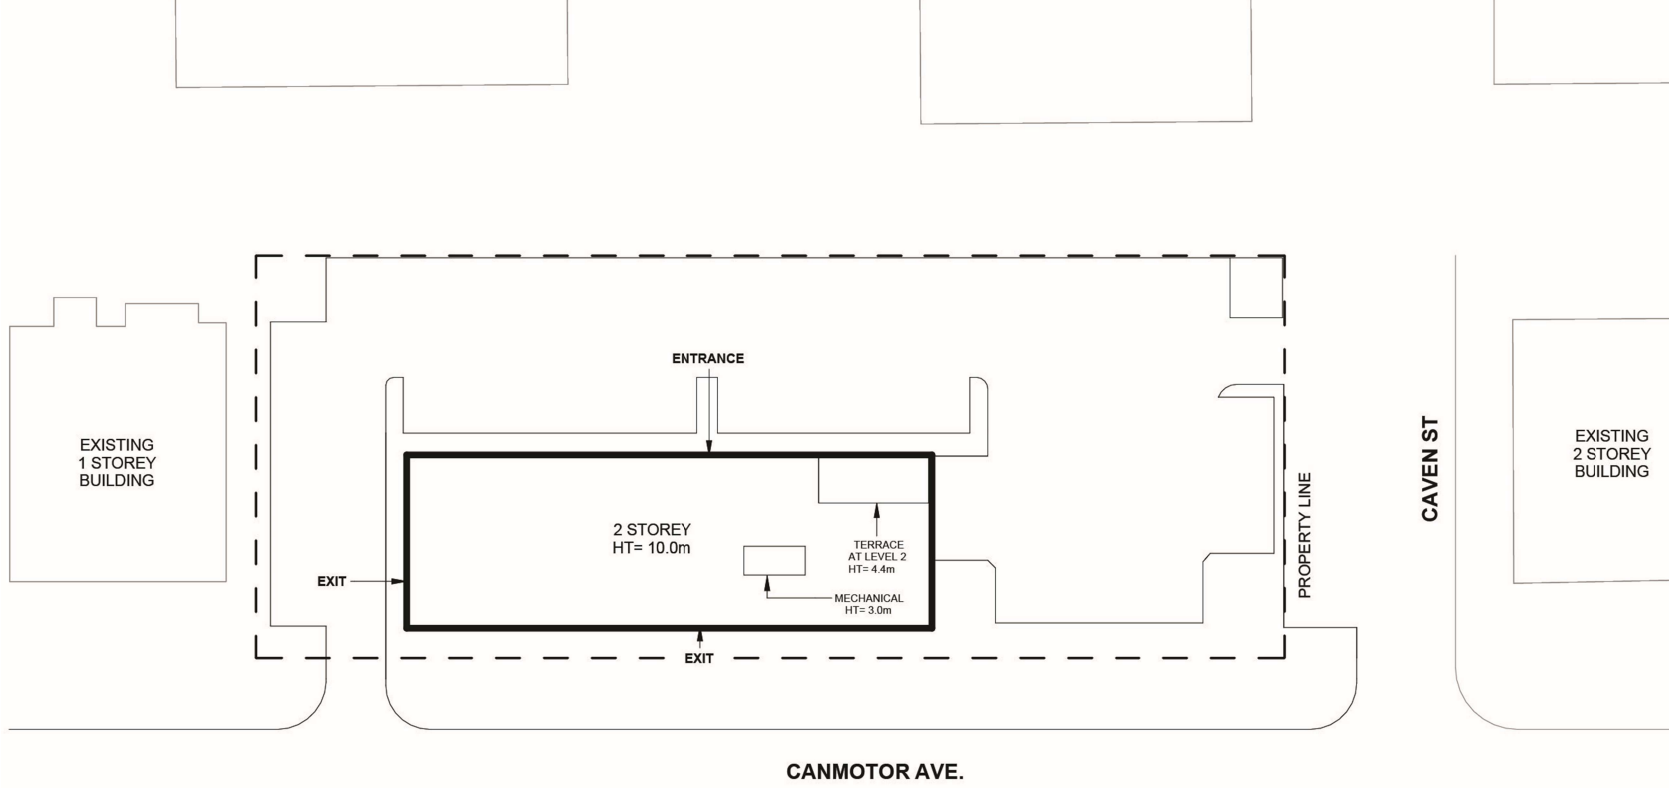 ENTRANCE
EXISTING
1 STOREY
BUILDING
2 STOREY
HT= 10.0m
TERRACE
AT LEVEL 2
HT= 4.4m
EXIT
MECHANICAL
HT= 3.0m
EXIT
PROPERTY LINE
CAVEN ST
EXISTING
2 STOREY
BUILDING
CANMOTOR AVE.